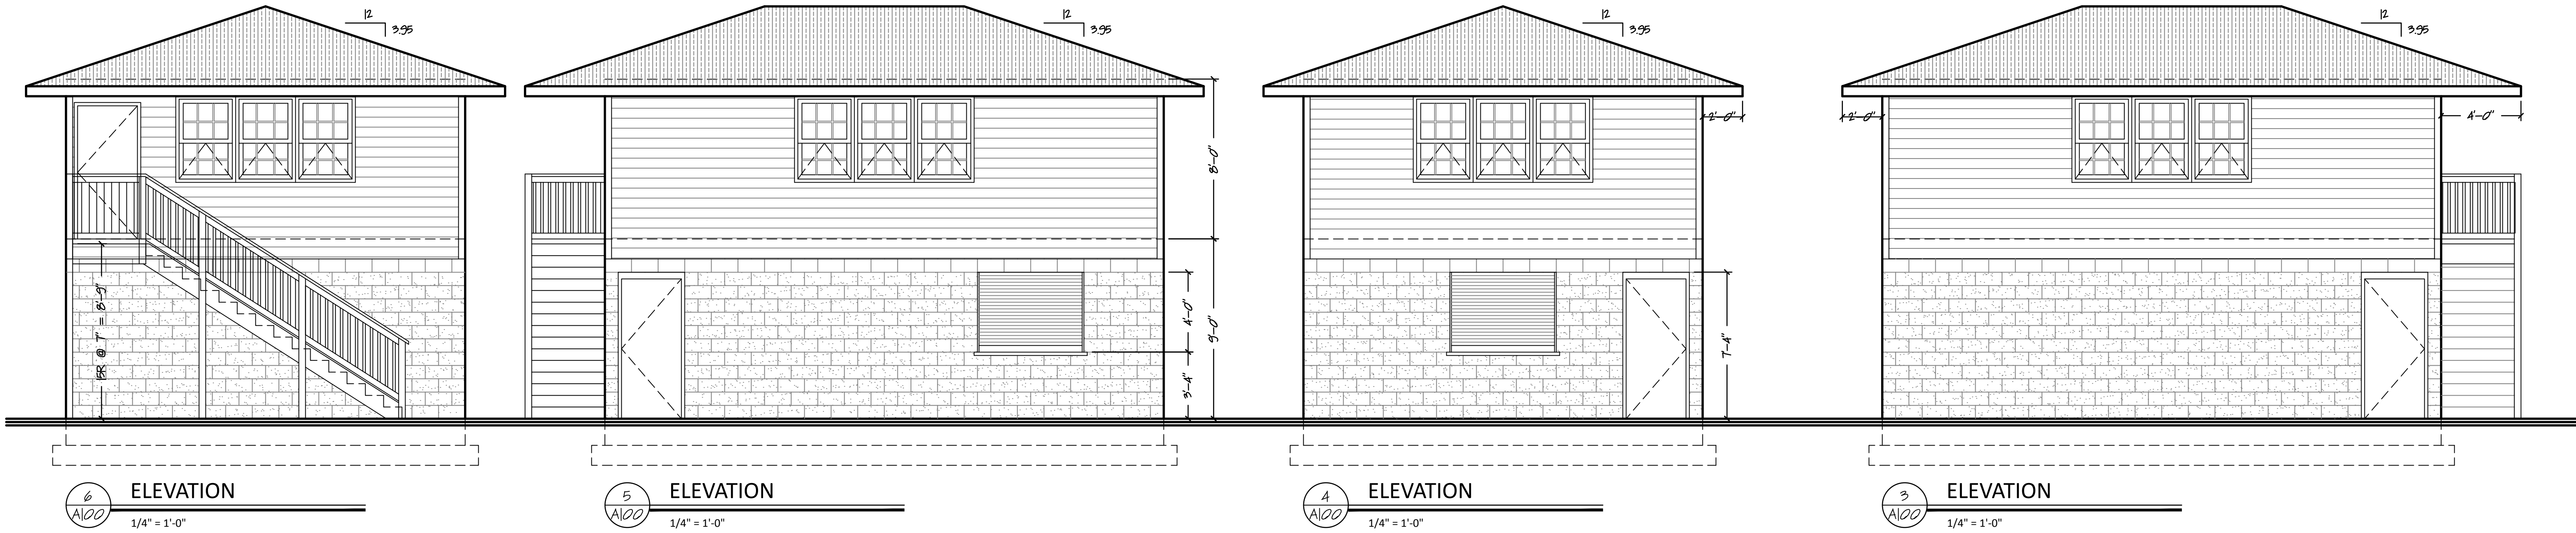 12
3.95
15R @ 7" = 8'-9"
6
A100
ELEVATION
1/4" = 1'-0"
12
3.95
8'-0"
9'-0"
4'-0"
3'-4"
5
A100
ELEVATION
1/4" = 1'-0"
12
3.95
2'-0"
7'-4"
4
A100
ELEVATION
1/4" = 1'-0"
12
3.95
2'-0"
4'-0"
3
A100
ELEVATION
1/4" = 1'-0"